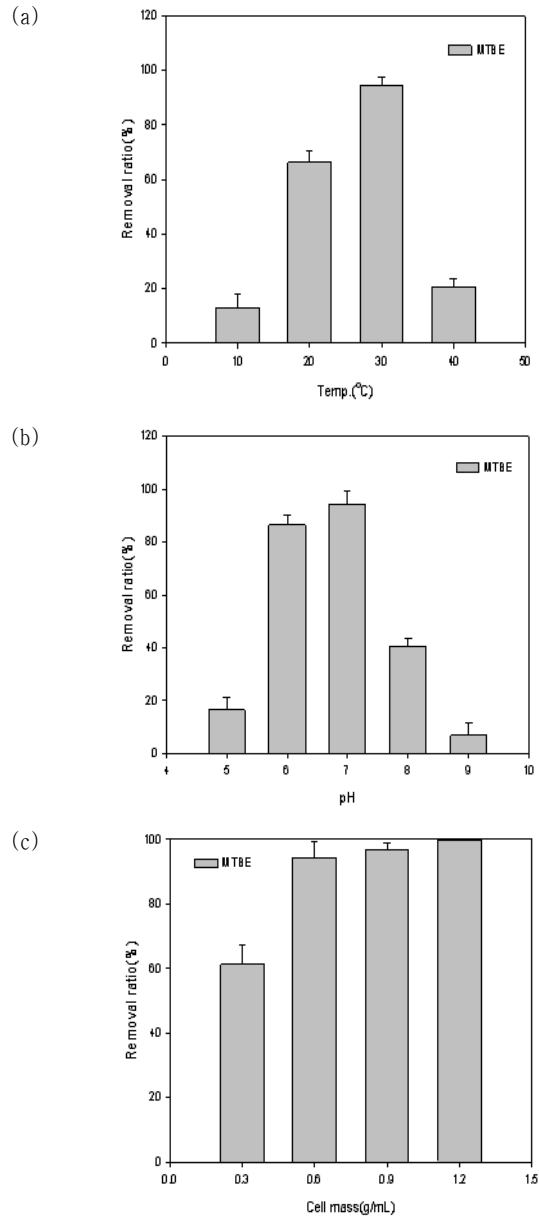 (a)
120
100
80
60
40
20
0
Removal ratio(%)
MTBE
0 10 20 30 40 50
Temp.(°C)
(b)
120
100
80
60
40
20
0
Removal ratio(%)
MTBE
4 5 6 7 8 9 10
pH
(c)
100
80
60
40
20
0
Removal ratio(%)
MTBE
0.0 0.3 0.6 0.9 1.2 1.5
Cell mass(g/mL)